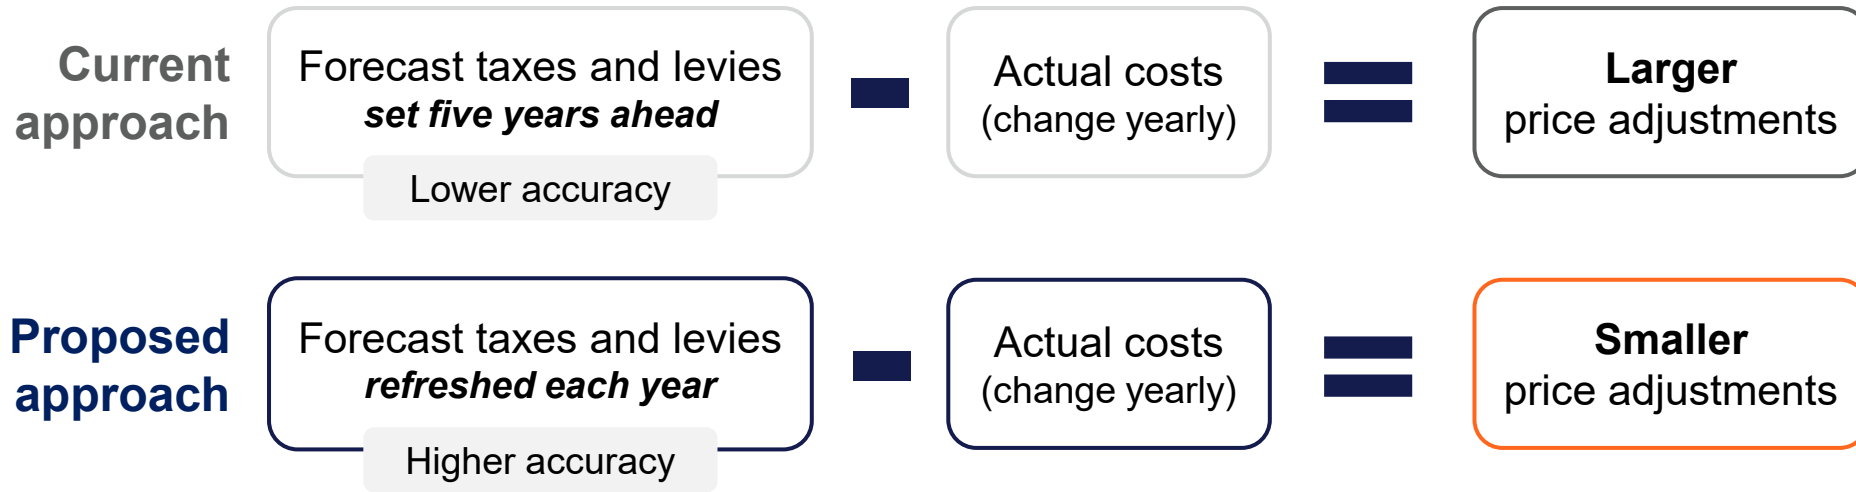 Current
approach
Forecast taxes and levies
set five years ahead
Lower accuracy
Actual costs
(change yearly)
Larger
price adjustments
Proposed
approach
Forecast taxes and levies
refreshed each year
Higher accuracy
Actual costs
(change yearly)
Smaller
price adjustments